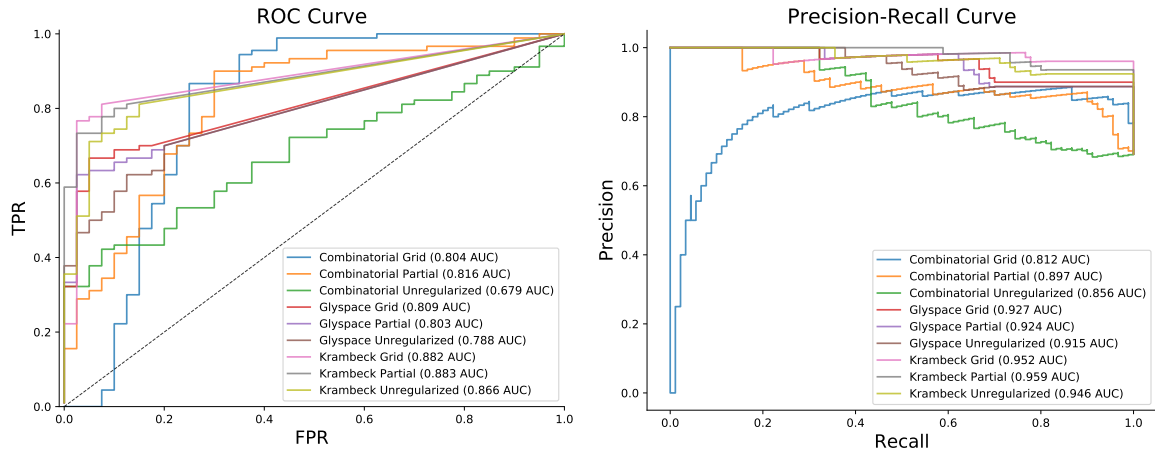 ROC Curve
1.0
0.8
0.6
0.4
0.2
0.0
TPR
0.0 0.2 0.4 0.6 0.8 1.0
FPR
Combinatorial Grid (0.804 AUC)
Combinatorial Partial (0.816 AUC)
Combinatorial Unregularized (0.679 AUC)
Glyspace Grid (0.809 AUC)
Glyspace Partial (0.803 AUC)
Glyspace Unregularized (0.788 AUC)
Krambeck Grid (0.882 AUC)
Krambeck Partial (0.883 AUC)
Krambeck Unregularized (0.866 AUC)
Precision-Recall Curve
1.0
0.8
0.6
0.4
0.2
0.0
Precision
0.0 0.2 0.4 0.6 0.8 1.0
Recall
Combinatorial Grid (0.812 AUC)
Combinatorial Partial (0.897 AUC)
Combinatorial Unregularized (0.856 AUC)
Glyspace Grid (0.927 AUC)
Glyspace Partial (0.924 AUC)
Glyspace Unregularized (0.915 AUC)
Krambeck Grid (0.952 AUC)
Krambeck Partial (0.959 AUC)
Krambeck Unregularized (0.946 AUC)